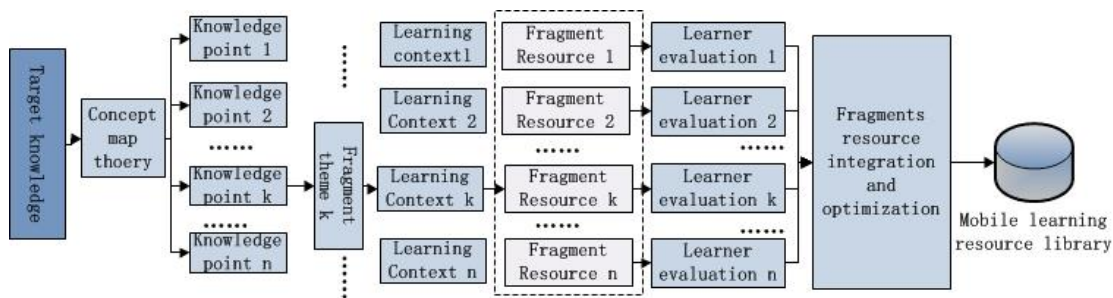 Target knowledge
Concept
map
thoery
Knowledge
point 1
Knowledge
point 2
......
Knowledge
point k
......
Knowledge
point n
......
Fragment
theme k
......
Learning
context1
Learning
Context 2
Learning
Context k
Learning
Context n
Fragment
Resource 1
Fragment
Resource 2
......
Fragment
Resource k
......
Fragment
Resource n
Learner
evaluation 1
Learner
evaluation 2
......
Learner
evaluation k
......
Learner
evaluation n
Fragments
resource
integration
and
optimization
Mobile learning
resource library